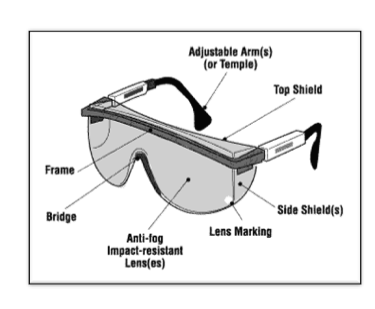 Adjustable Arm(s)
(or Temple)
Top Shield
Frame
Bridge
Side Shield(s)
Lens Marking
Anti-fog
Impact-resistant
Lens(es)